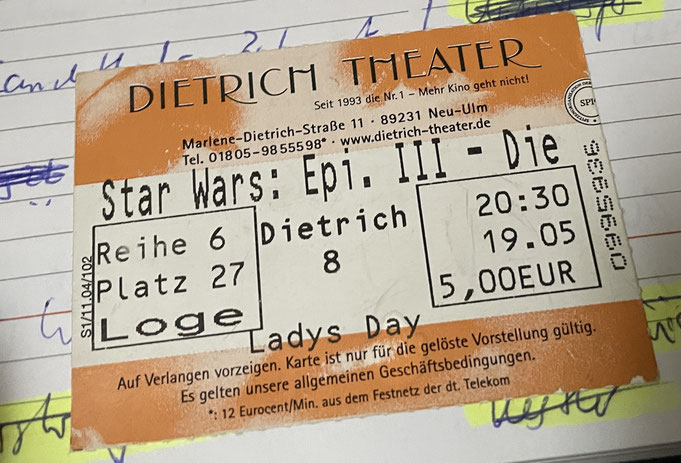 DIETRICH THEATER
Seit 1993 die Nr.1 – Mehr Kino geht nicht!
Marlene-Dietrich-Straße 11 · 89231 Neu-Ulm
Tel. 01805-9855598* · www.dietrich-theater.de
Star Wars: Epi. III - Die
Reihe 6
Platz 27
Loge
Dietrich
8
20:30
19.05
5,00EUR
Ladys Day
S1/11.04/102
Auf Verlangen vorzeigen. Karte ist nur für die gelöste Vorstellung gültig.
Es gelten unsere allgemeinen Geschäftsbedingungen.
*: 12 Eurocent/Min. aus dem Festnetz der dt. Telekom